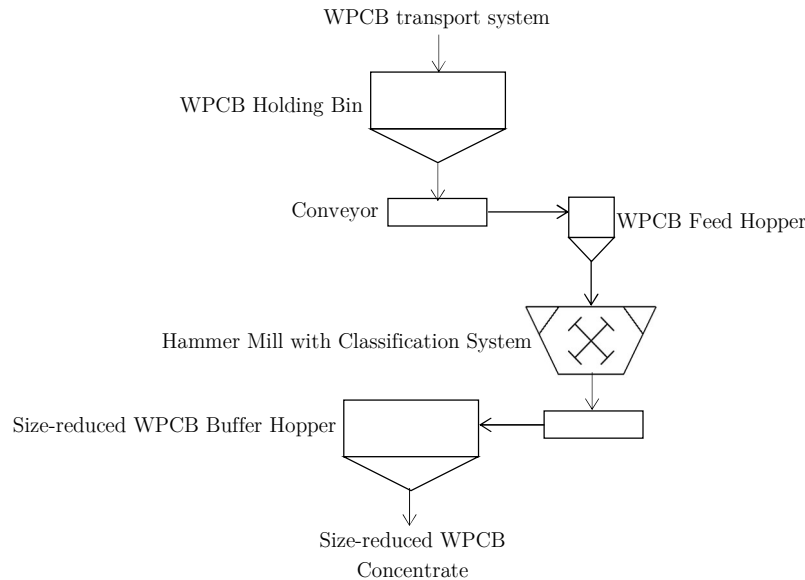 WPCB transport system
WPCB Holding Bin
Conveyor
WPCB Feed Hopper
Hammer Mill with Classification System
Size-reduced WPCB Buffer Hopper
Size-reduced WPCB
Concentrate